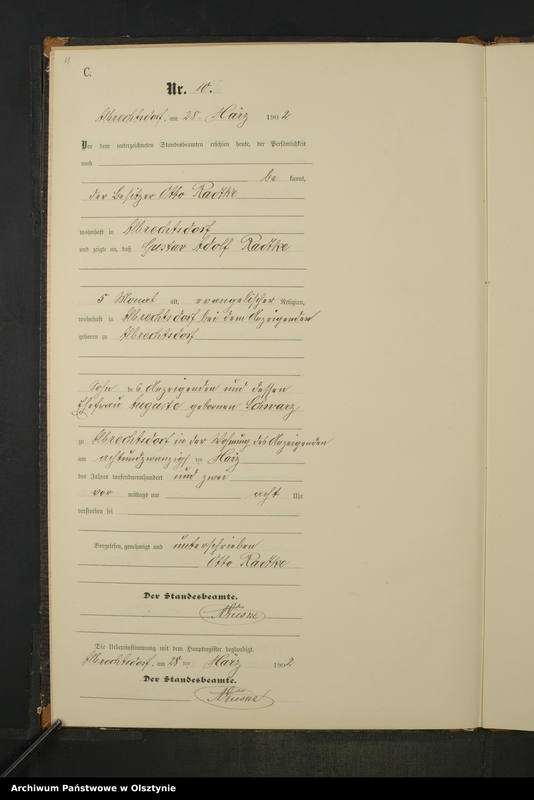 C.
Nr. 10.
Albrechtsdorf, am 28. März 1902
Vor dem unterzeichneten Standesbeamten erschien heute, der Persönlichkeit
nach
be kannt,
der Besitzer Otto Radtke
wohnhaft in Albrechtsdorf
und zeigte an, daß Gustav Adolf Radtke
5 Monat alt, evangelischer Religion,
wohnhaft in Albrechtsdorf bei dem Anzeigenden
geboren zu Albrechtsdorf
Sohn des Anzeigenden und dessen
Ehefrau Auguste gebornen Schwarz
zu Albrechtsdorf in der Wohnung des Anzeigenden
am achtundzwanzigsten März
des Jahres tausendneunhundert und zwei
vor mittags um acht Uhr
verstorben sei
Vorgelesen, genehmigt und unterschrieben
Otto Radtke
Der Standesbeamte.
Die Uebereinstimmung mit dem Hauptregister beglaubigt.
Albrechtsdorf, am 28 ten März 1902
Der Standesbeamte.
Archiwum Państwowe w Olsztynie